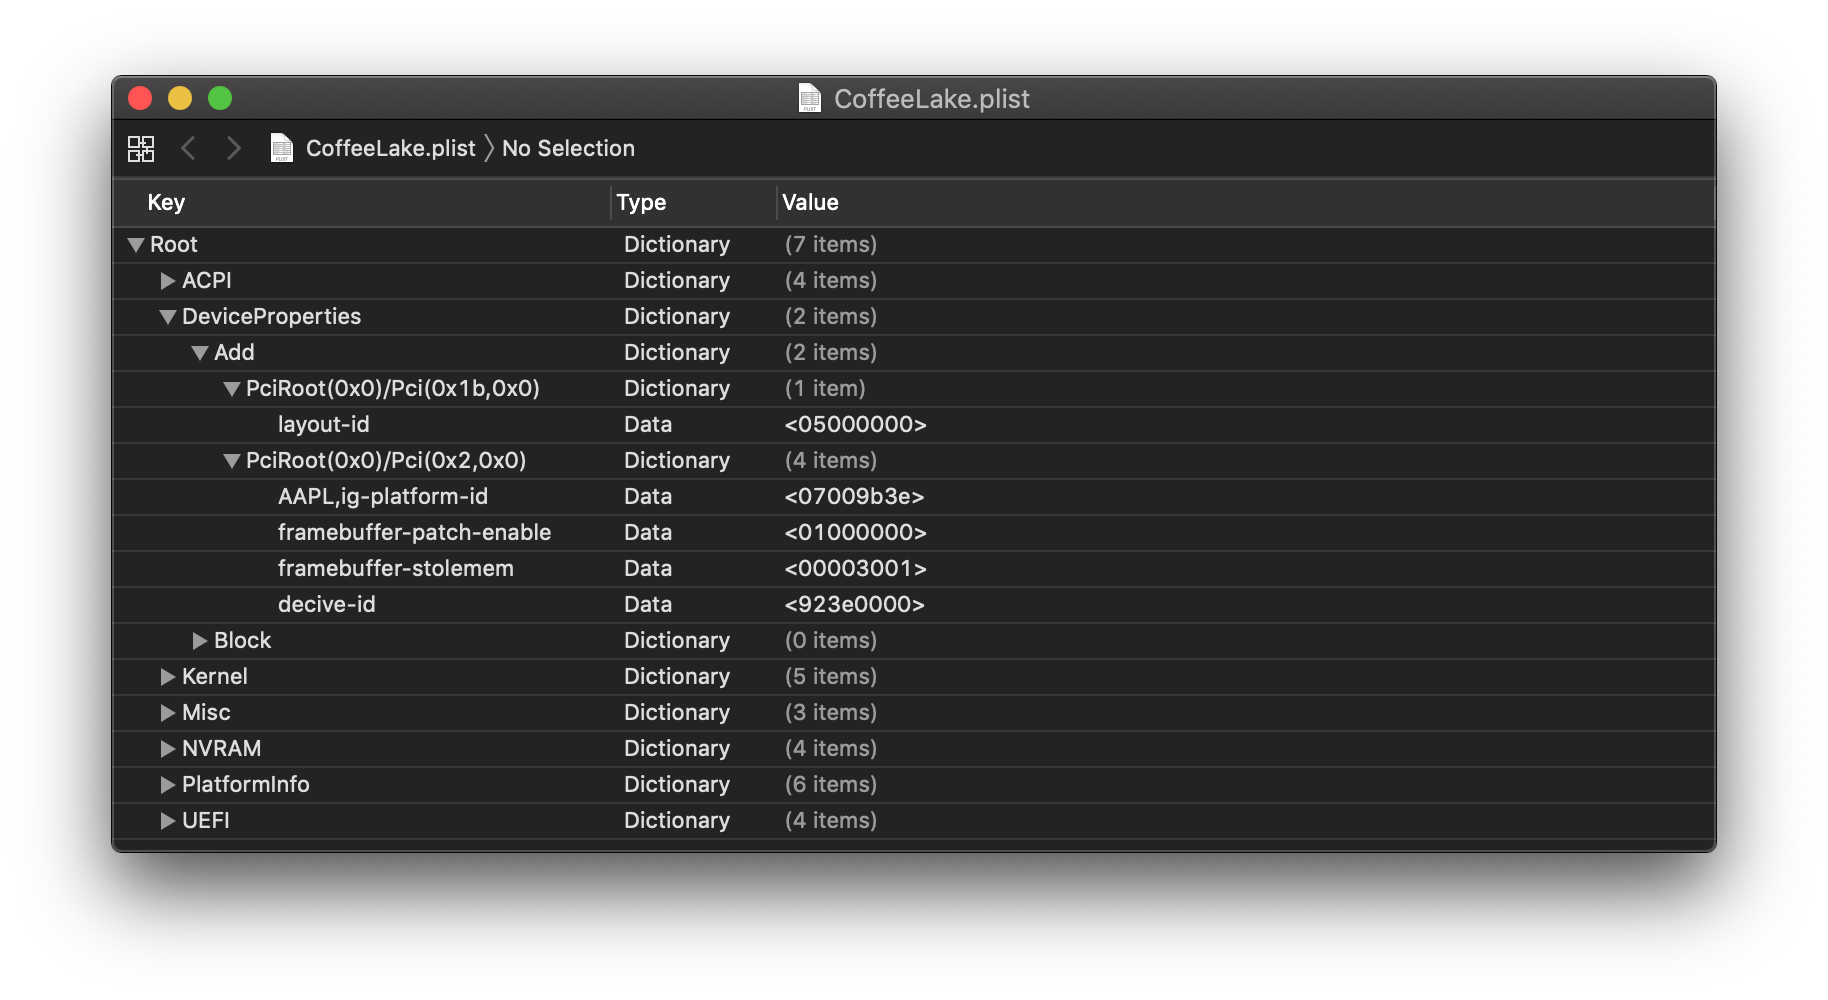 CoffeeLake.plist
CoffeeLake.plist 〉 No Selection
Key Type Value
Root Dictionary (7 items)
ACPI Dictionary (4 items)
DeviceProperties Dictionary (2 items)
Add Dictionary (2 items)
PciRoot(0x0)/Pci(0x1b,0x0) Dictionary (1 item)
layout-id Data <05000000>
PciRoot(0x0)/Pci(0x2,0x0) Dictionary (4 items)
AAPL,ig-platform-id Data <07009b3e>
framebuffer-patch-enable Data <01000000>
framebuffer-stolemem Data <00003001>
decive-id Data <923e0000>
Block Dictionary (0 items)
Kernel Dictionary (5 items)
Misc Dictionary (3 items)
NVRAM Dictionary (4 items)
PlatformInfo Dictionary (6 items)
UEFI Dictionary (4 items)